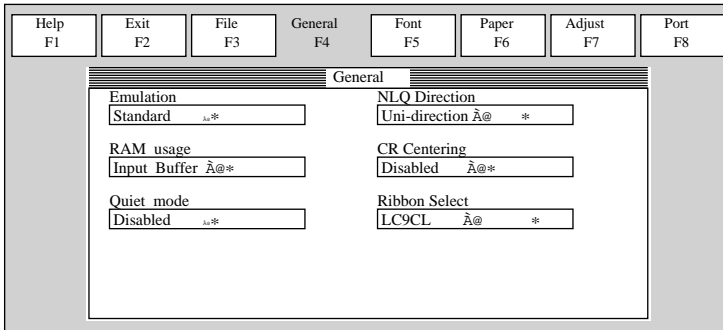 Help Exit File General Font Paper Adjust Port
F1 F2 F3 F4 F5 F6 F7 F8
General
Emulation NLQ Direction
Standard * Uni-direction À@ *
RAM usage CR Centering
Input Buffer À@* Disabled À@*
Quiet mode Ribbon Select
Disabled * LC9CL À@ *